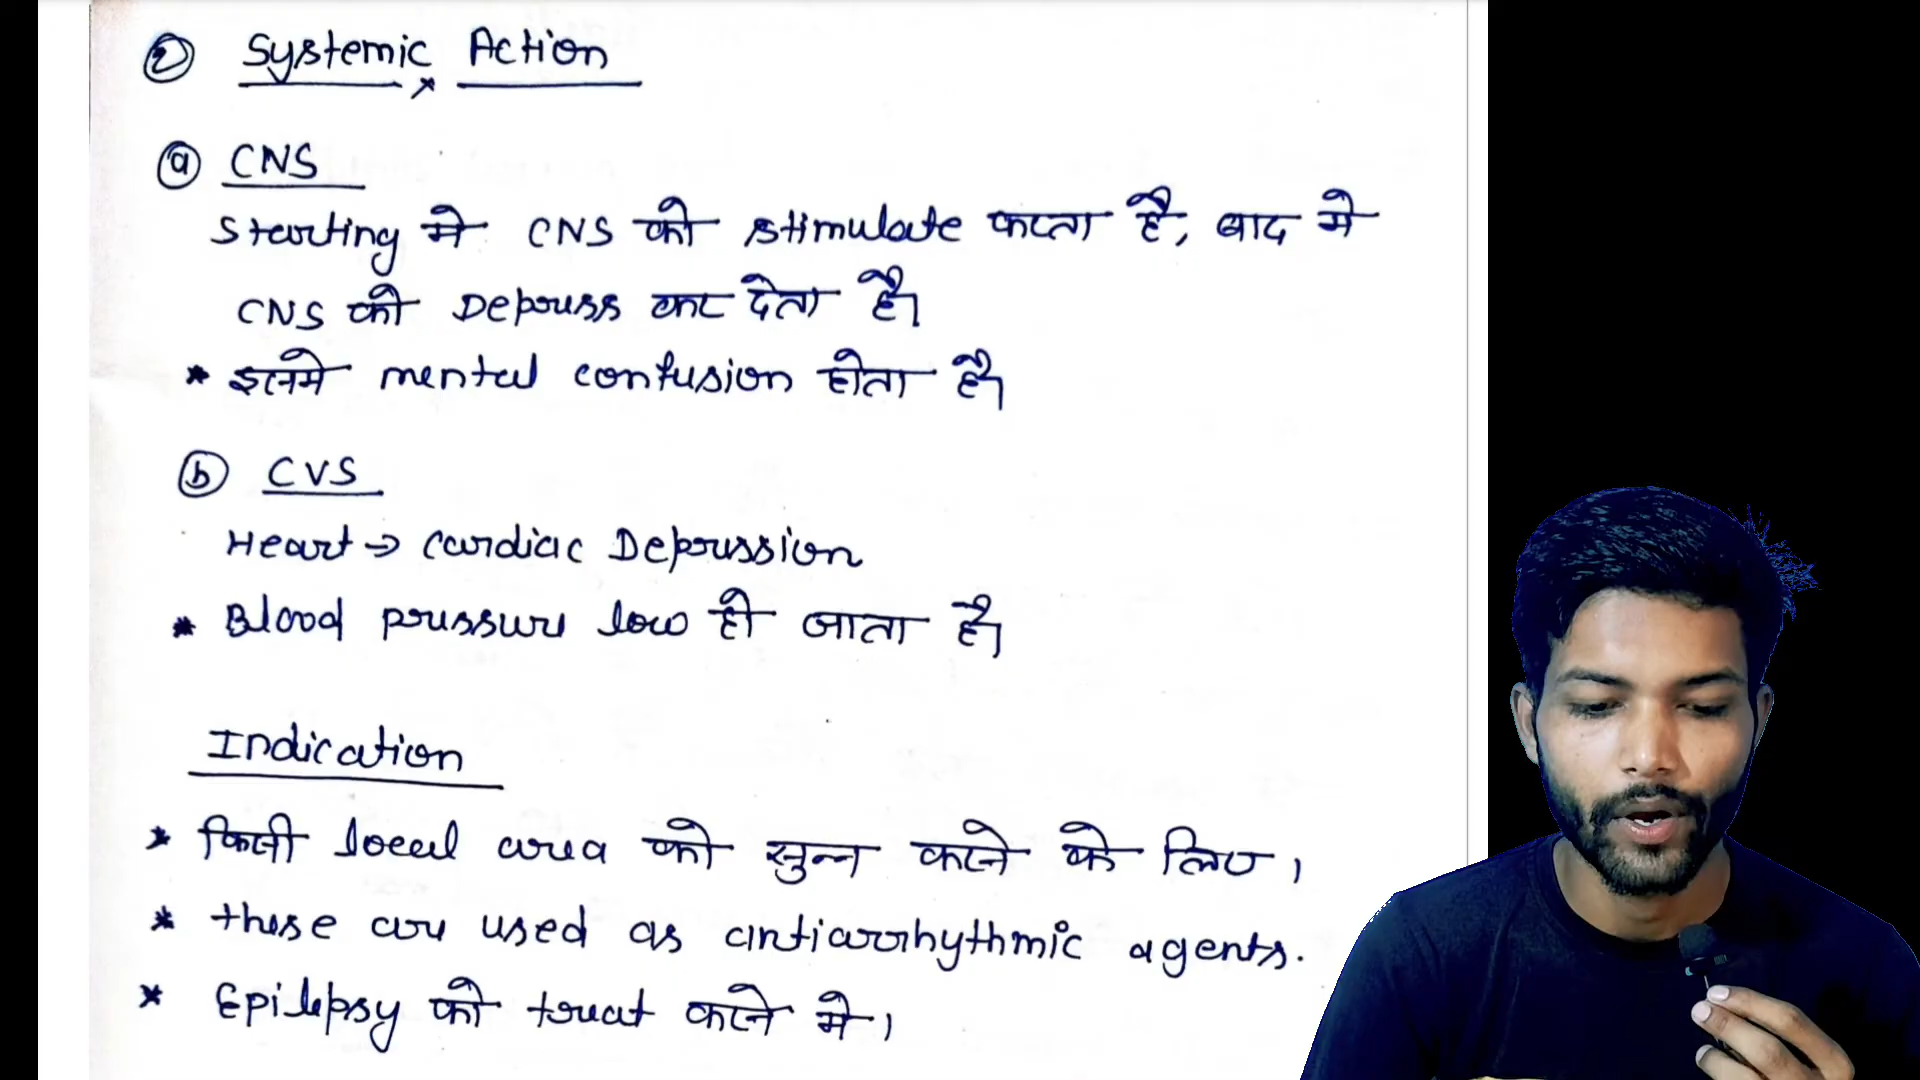 ② Systemic Action
ⓐ CNS
Starting मे CNS को stimulate करता है, बाद मे
CNS को Depress कर देता है।
* इसमे mental confusion होता है।
ⓑ CVS
Heart → Cardiac Depression
* Blood pressure low हो जाता है।
Indication
* किसी local area को सुन्न करने के लिए।
* these are used as antiarrhythmic agents.
* Epilepsy को treat करने मे।